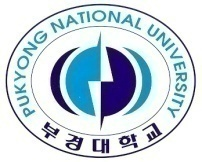 PUKYONG NATIONAL UNIVERSITY
부경대학교